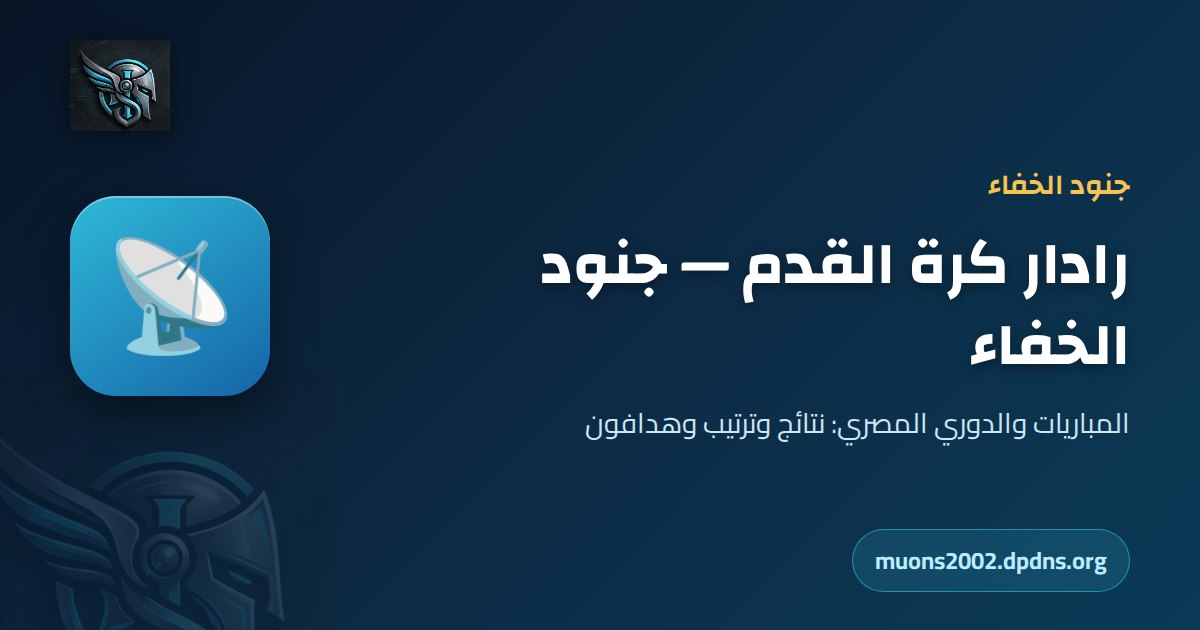 جنود الخفاء
رادار كرة القدم — جنود
الخفاء
المباريات والدوري المصري: نتائج وترتيب وهدافون
muons2002.dpdns.org